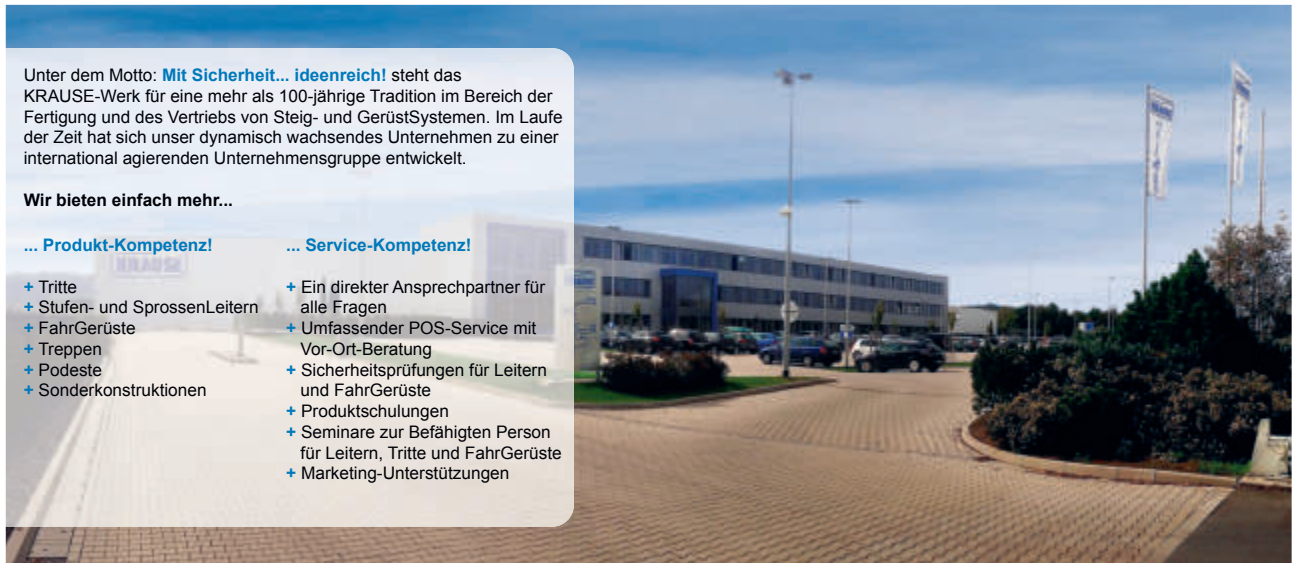 Unter dem Motto: Mit Sicherheit... ideenreich! steht das
KRAUSE-Werk für eine mehr als 100-jährige Tradition im Bereich der
Fertigung und des Vertriebs von Steig- und GerüstSystemen. Im Laufe
der Zeit hat sich unser dynamisch wachsendes Unternehmen zu einer
international agierenden Unternehmensgruppe entwickelt.
Wir bieten einfach mehr...
... Produkt-Kompetenz!
+ Tritte
+ Stufen- und SprossenLeitern
+ FahrGerüste
+ Treppen
+ Podeste
+ Sonderkonstruktionen
... Service-Kompetenz!
+ Ein direkter Ansprechpartner für
alle Fragen
+ Umfassender POS-Service mit
Vor-Ort-Beratung
+ Sicherheitsprüfungen für Leitern
und FahrGerüste
+ Produktschulungen
+ Seminare zur Befähigten Person
für Leitern, Tritte und FahrGerüste
+ Marketing-Unterstützungen
KRAUSE